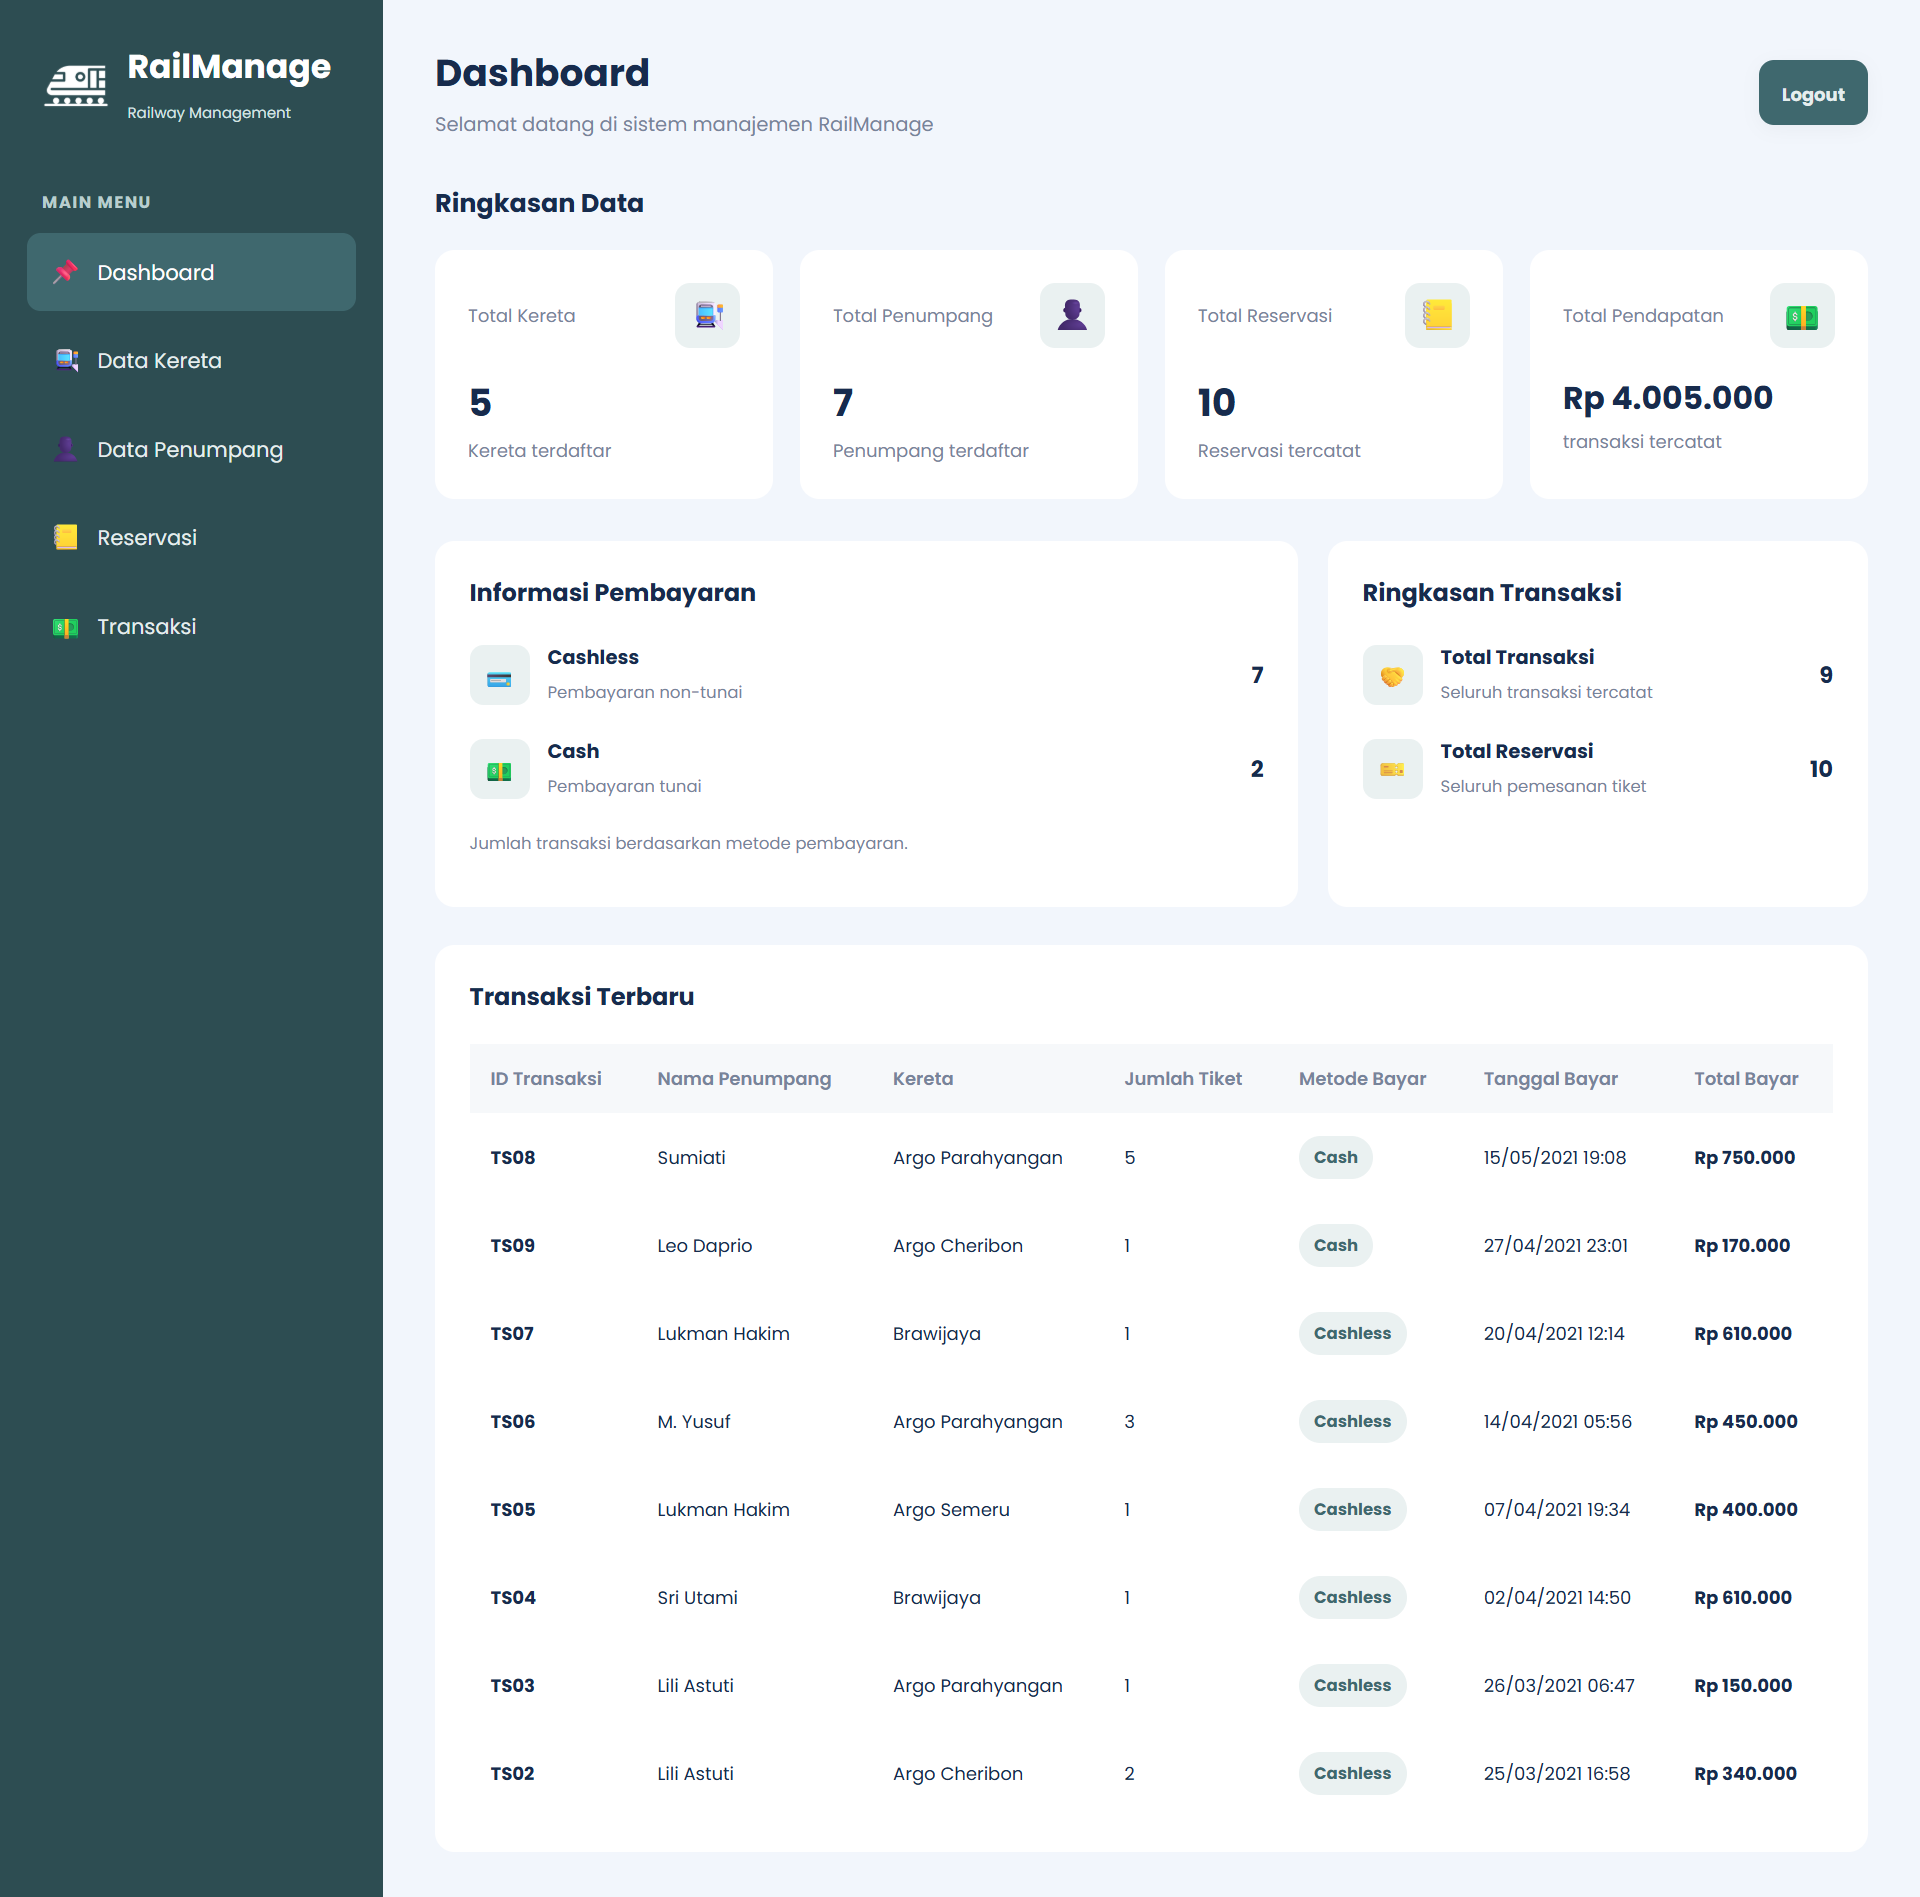 RailManage
Railway Management
MAIN MENU
Dashboard
Data Kereta
Data Penumpang
Reservasi
Transaksi
Dashboard
Selamat datang di sistem manajemen RailManage
Logout
Ringkasan Data
Total Kereta
5
Kereta terdaftar
Total Penumpang
7
Penumpang terdaftar
Total Reservasi
10
Reservasi tercatat
Total Pendapatan
Rp 4.005.000
transaksi tercatat
Informasi Pembayaran
Cashless
Pembayaran non-tunai
7
Cash
Pembayaran tunai
2
Jumlah transaksi berdasarkan metode pembayaran.
Ringkasan Transaksi
Total Transaksi
Seluruh transaksi tercatat
9
Total Reservasi
Seluruh pemesanan tiket
10
Transaksi Terbaru
ID Transaksi Nama Penumpang Kereta Jumlah Tiket Metode Bayar Tanggal Bayar Total Bayar
TS08 Sumiati Argo Parahyangan 5 Cash 15/05/2021 19:08 Rp 750.000
TS09 Leo Daprio Argo Cheribon 1 Cash 27/04/2021 23:01 Rp 170.000
TS07 Lukman Hakim Brawijaya 1 Cashless 20/04/2021 12:14 Rp 610.000
TS06 M. Yusuf Argo Parahyangan 3 Cashless 14/04/2021 05:56 Rp 450.000
TS05 Lukman Hakim Argo Semeru 1 Cashless 07/04/2021 19:34 Rp 400.000
TS04 Sri Utami Brawijaya 1 Cashless 02/04/2021 14:50 Rp 610.000
TS03 Lili Astuti Argo Parahyangan 1 Cashless 26/03/2021 06:47 Rp 150.000
TS02 Lili Astuti Argo Cheribon 2 Cashless 25/03/2021 16:58 Rp 340.000